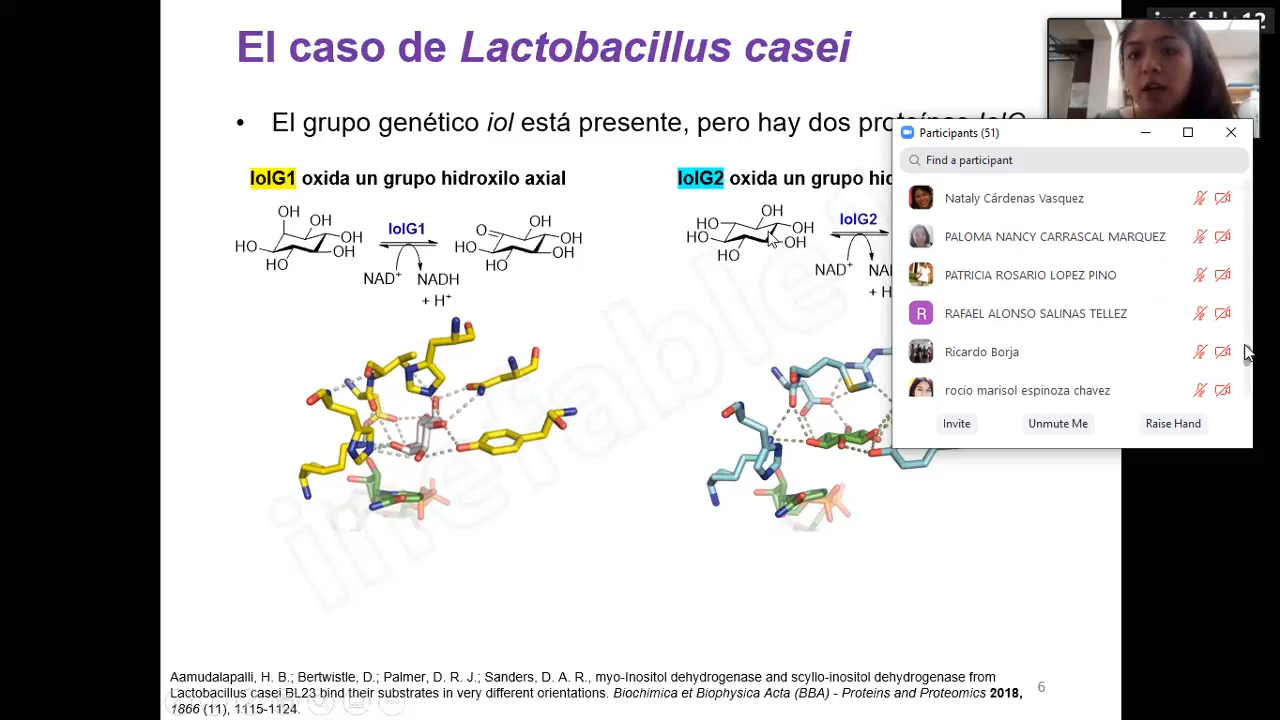 El caso de Lactobacillus casei
• El grupo genético iol está presente, pero hay dos proteínas IolG
IolG1 oxida un grupo hidroxilo axial
OH
OH
OH
OH
HO
HO
IolG1
NAD+
NADH
+ H+
O
OH
OH
OH
HO
HO
IolG2 oxida un grupo hid
OH
HO
OH
HO
OH
HO
IolG2
NAD+
NA
+ H
Participants (51)
Find a participant
Nataly Cárdenas Vasquez
PALOMA NANCY CARRASCAL MARQUEZ
PATRICIA ROSARIO LOPEZ PINO
R
RAFAEL ALONSO SALINAS TELLEZ
Ricardo Borja
rocio marisol espinoza chavez
Invite
Unmute Me
Raise Hand
inefable12
Aamudalapalli, H. B.; Bertwistle, D.; Palmer, D. R. J.; Sanders, D. A. R., myo-Inositol dehydrogenase and scyllo-inositol dehydrogenase from
Lactobacillus casei BL23 bind their substrates in very different orientations. Biochimica et Biophysica Acta (BBA) - Proteins and Proteomics 2018,
1866 (11), 1115-1124.
6